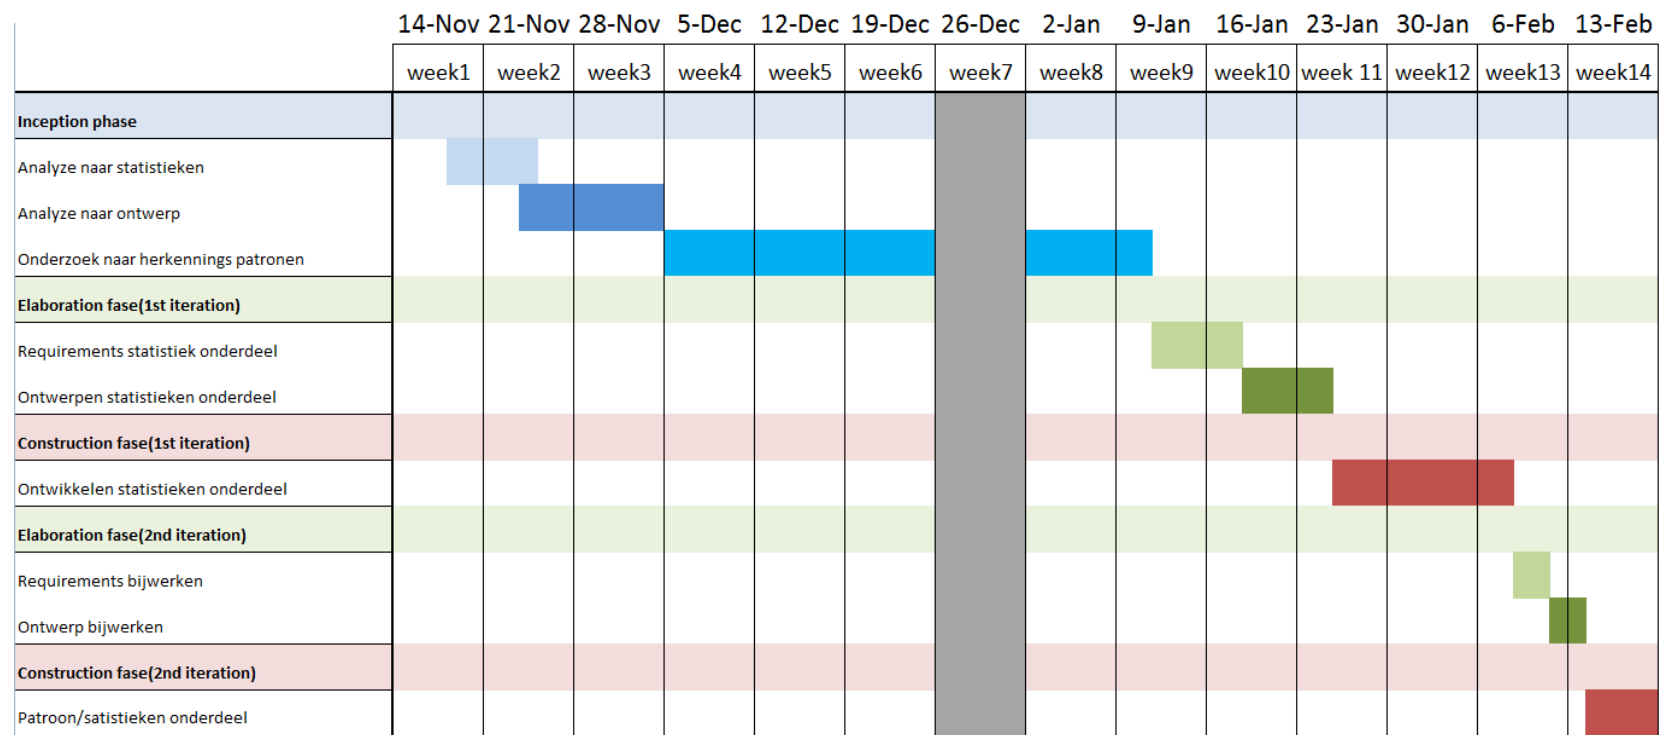 14-Nov 21-Nov 28-Nov 5-Dec 12-Dec 19-Dec 26-Dec 2-Jan 9-Jan 16-Jan 23-Jan 30-Jan 6-Feb 13-Feb
week1 week2 week3 week4 week5 week6 week7 week8 week9 week10 week 11 week12 week13 week14
Inception phase
Analyze naar statistieken
Analyze naar ontwerp
Onderzoek naar herkennings patronen
Elaboration fase(1st iteration)
Requirements statistiek onderdeel
Ontwerpen statistieken onderdeel
Construction fase(1st iteration)
Ontwikkelen statistieken onderdeel
Elaboration fase(2nd iteration)
Requirements bijwerken
Ontwerp bijwerken
Construction fase(2nd iteration)
Patroon/satistieken onderdeel